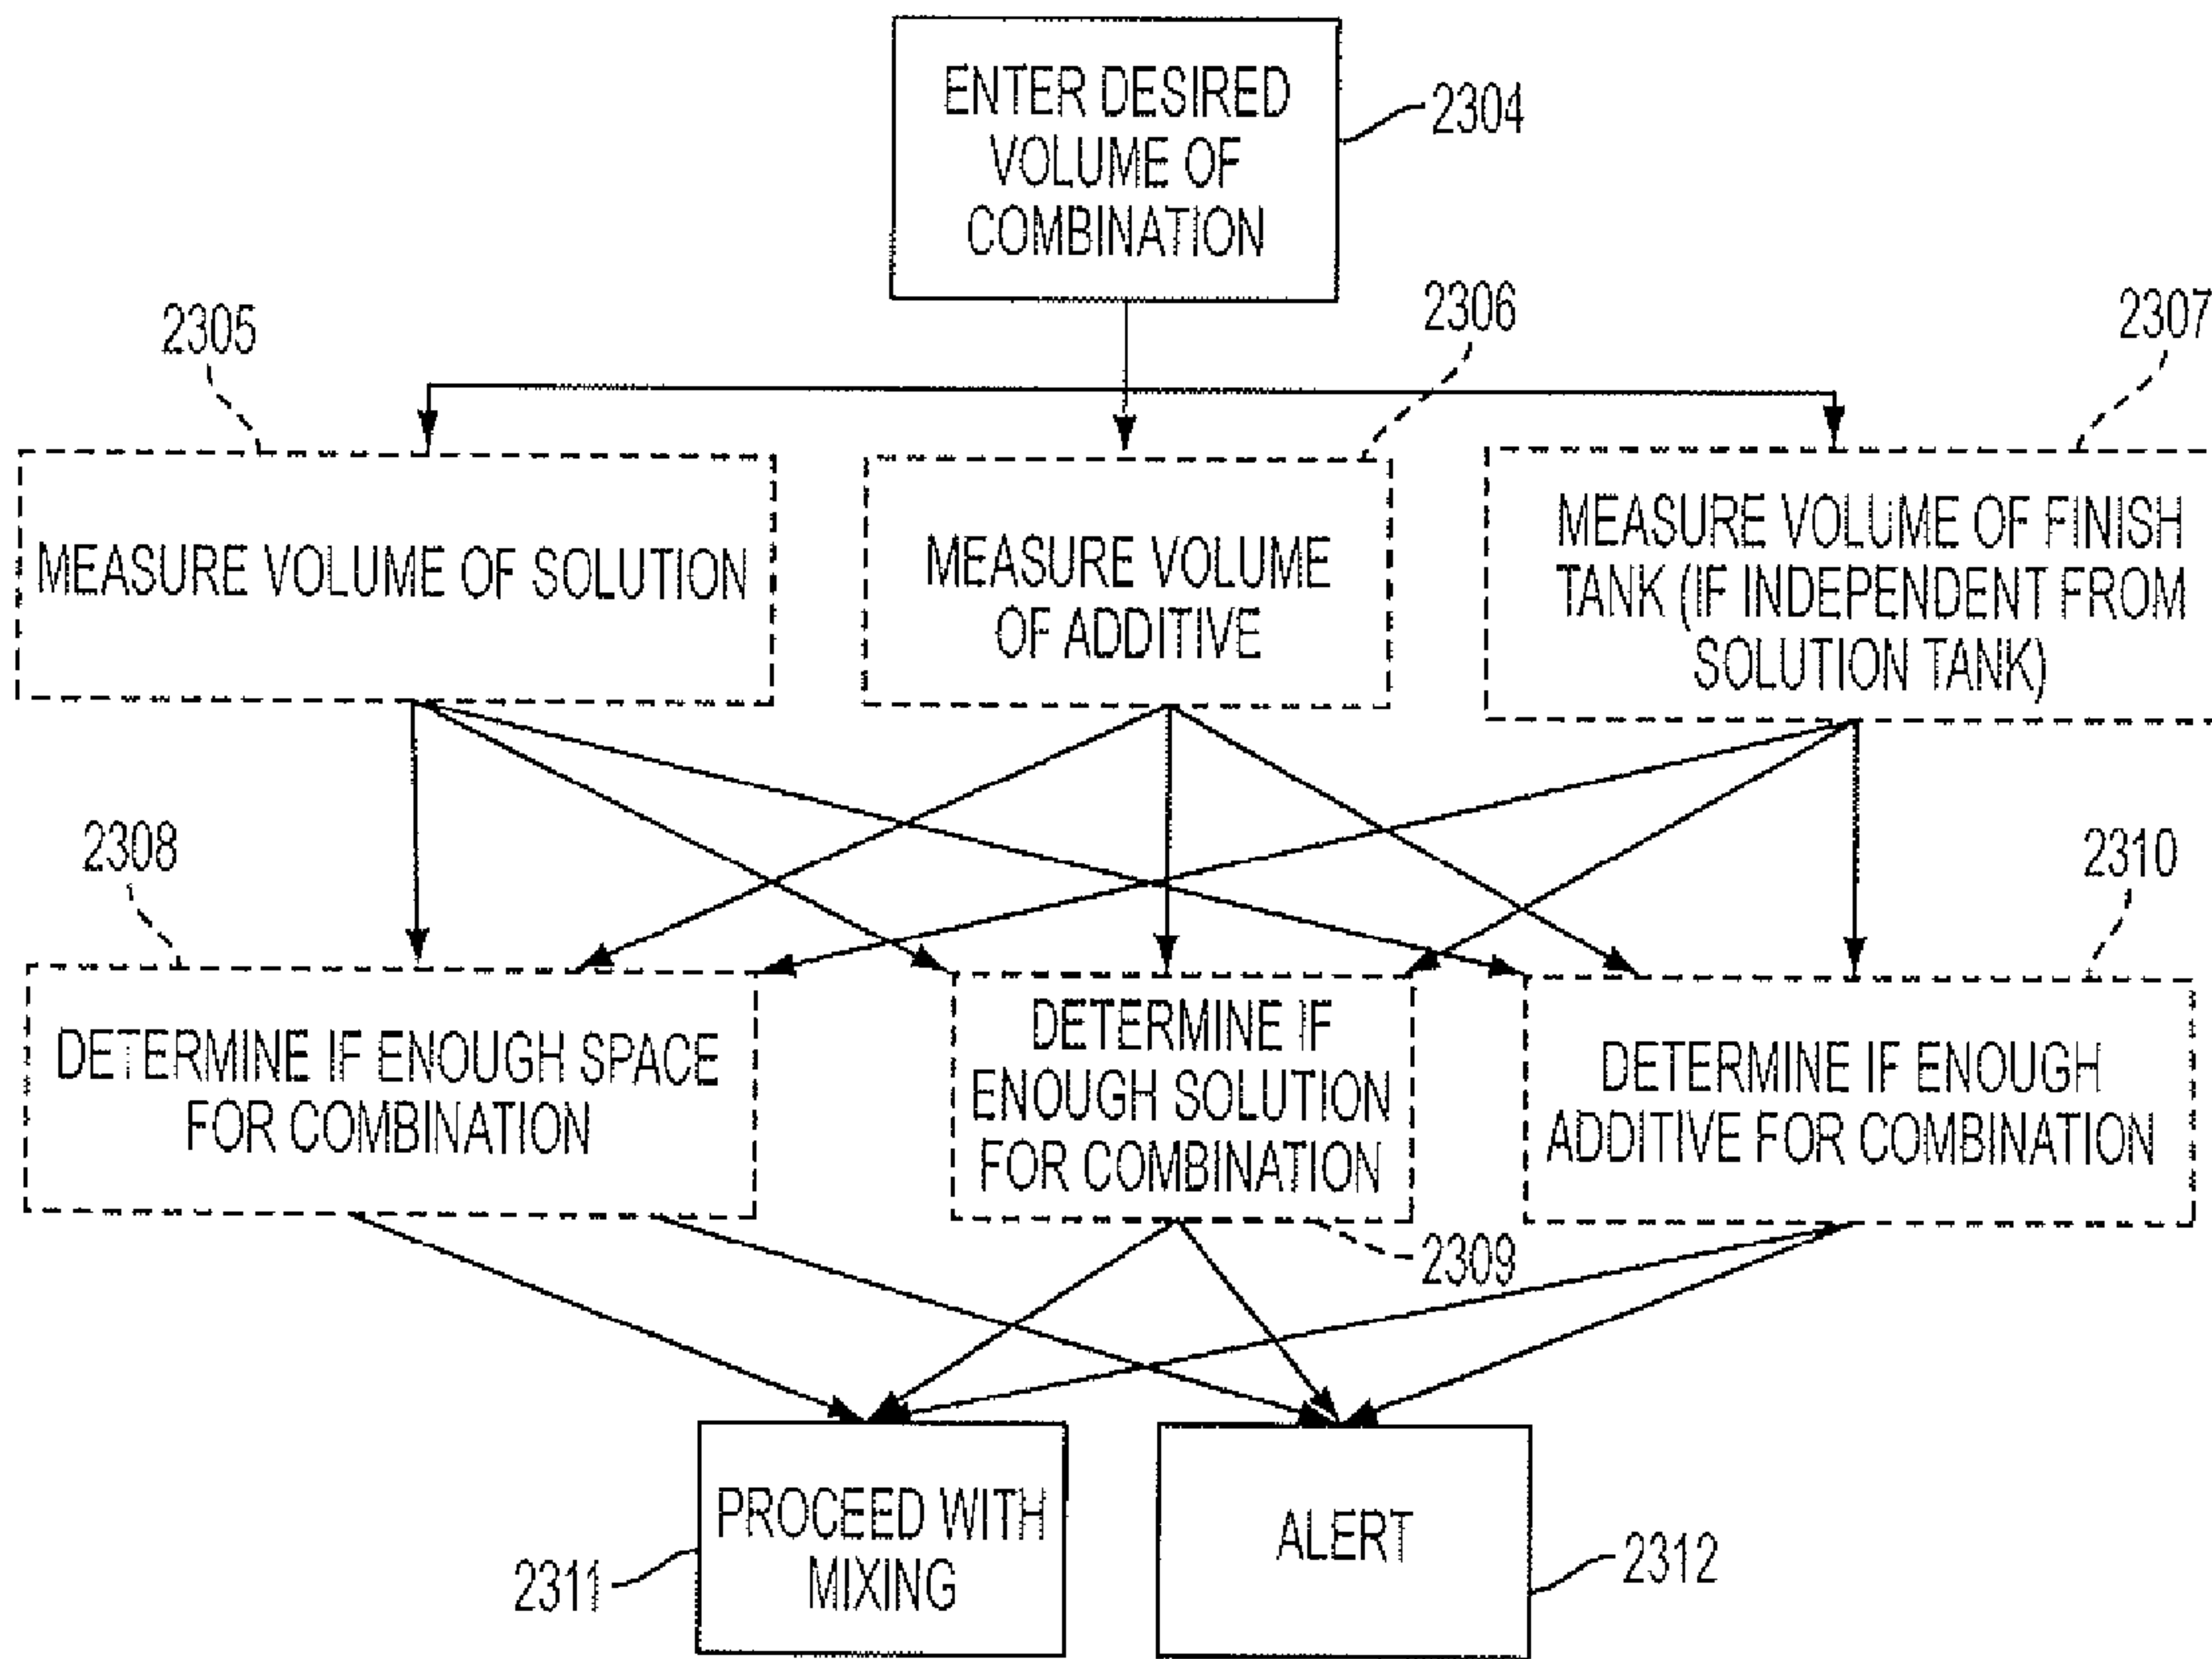 ENTER DESIRED
VOLUME OF
COMBINATION
2304
2305
2306
2307
MEASURE VOLUME OF SOLUTION
MEASURE VOLUME
OF ADDITIVE
MEASURE VOLUME OF FINISH
TANK (IF INDEPENDENT FROM
SOLUTION TANK)
2308
2310
DETERMINE IF ENOUGH SPACE
FOR COMBINATION
DETERMINE IF
ENOUGH SOLUTION
FOR COMBINATION
DETERMINE IF ENOUGH
ADDITIVE FOR COMBINATION
2309
PROCEED WITH
MIXING
2311
ALERT
2312